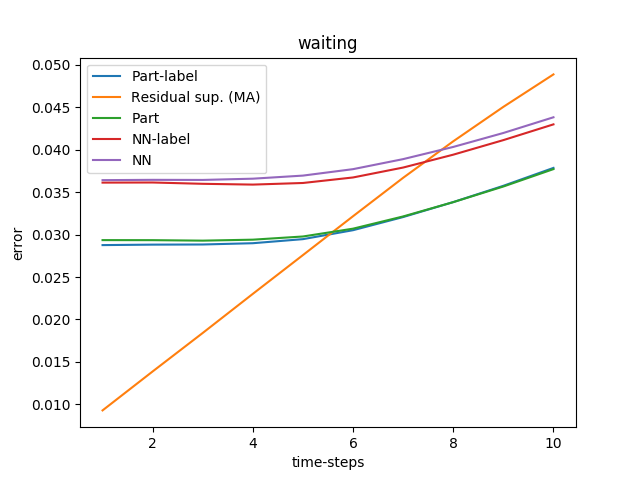 waiting
Part-label
Residual sup. (MA)
Part
NN-label
NN
0.050
0.045
0.040
0.035
0.030
0.025
0.020
0.015
0.010
error
2 4 6 8 10
time-steps